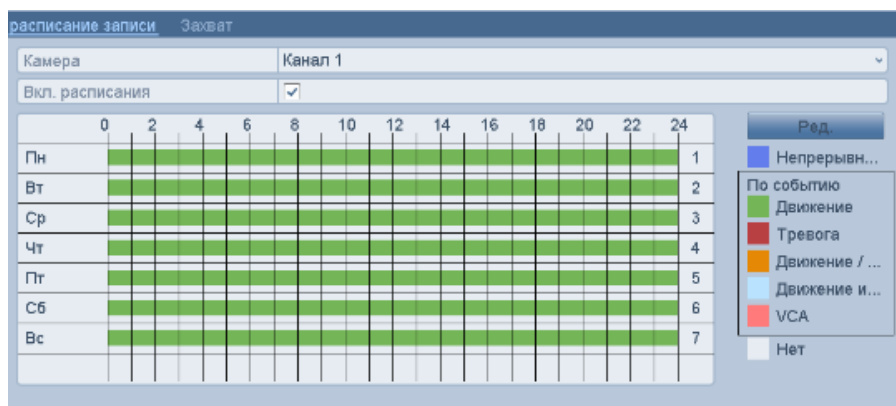 расписание записи Захват
Камера Канал 1
Вкл. расписания
0 2 4 6 8 10 12 14 16 18 20 22 24
Пн 1
Вт 2
Ср 3
Чт 4
Пт 5
Сб 6
Вс 7
Ред.
Непрерывн...
По событию
Движение
Тревога
Движение / ...
Движение и...
VCA
Нет